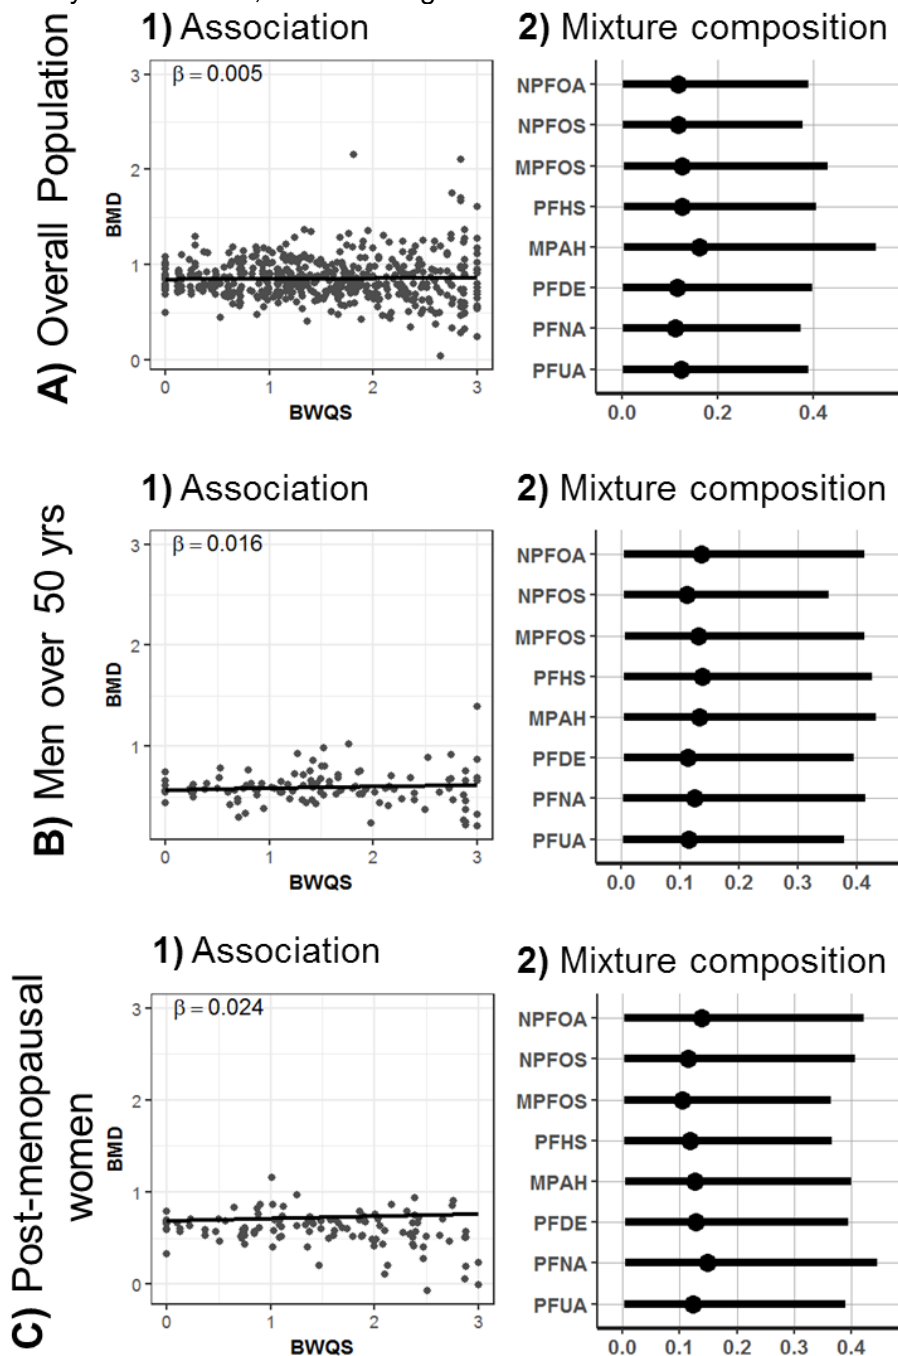 1) Association
2) Mixture composition
A) Overall Population
β = 0.005
BMD
3
2
1
0
0
1
2
3
BWQS
NPFOA
NPFOS
MPFOS
PFHS
MPAH
PFDE
PFNA
PFUA
0.0
0.2
0.4
1) Association
2) Mixture composition
B) Men over 50 yrs
β = 0.016
BMD
3
2
1
0
1
2
3
BWQS
NPFOA
NPFOS
MPFOS
PFHS
MPAH
PFDE
PFNA
PFUA
0.0
0.1
0.2
0.3
0.4
1) Association
2) Mixture composition
C) Post-menopausal
women
β = 0.024
BMD
3
2
1
0
0
1
2
3
BWQS
NPFOA
NPFOS
MPFOS
PFHS
MPAH
PFDE
PFNA
PFUA
0.0
0.1
0.2
0.3
0.4